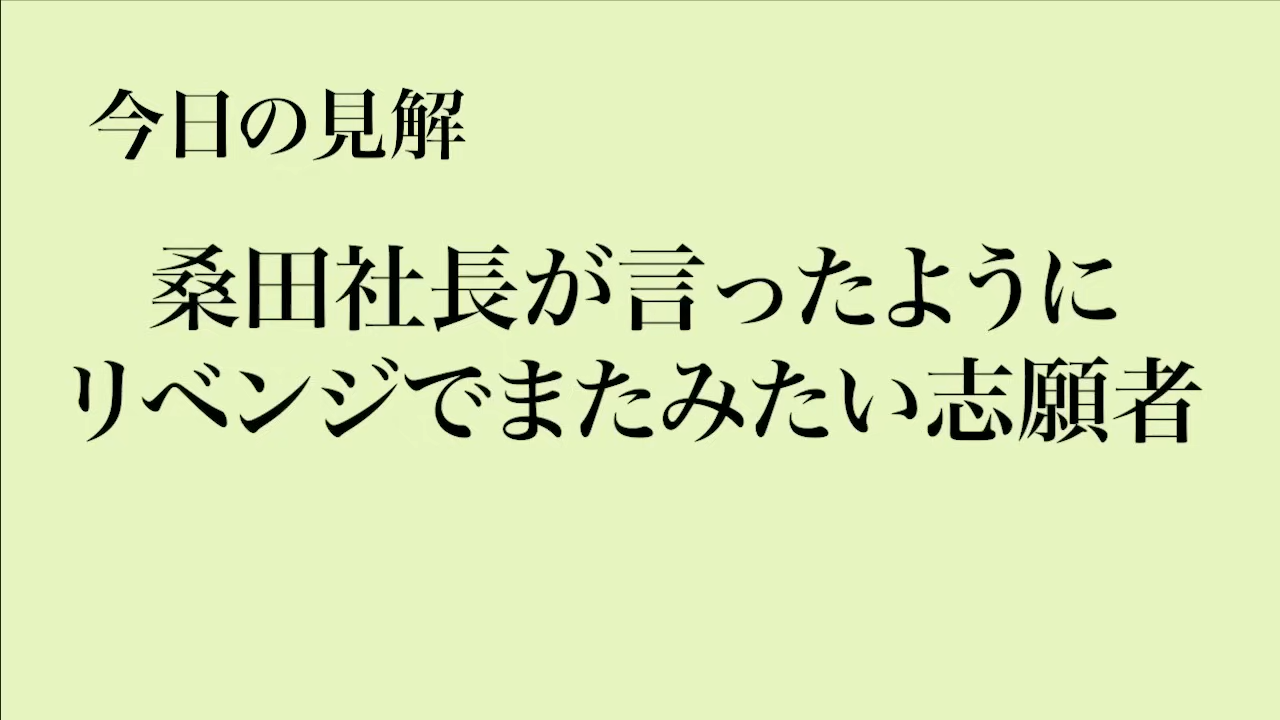 今日の見解
桑田社長が言ったように
リベンジでまたみたい志願者